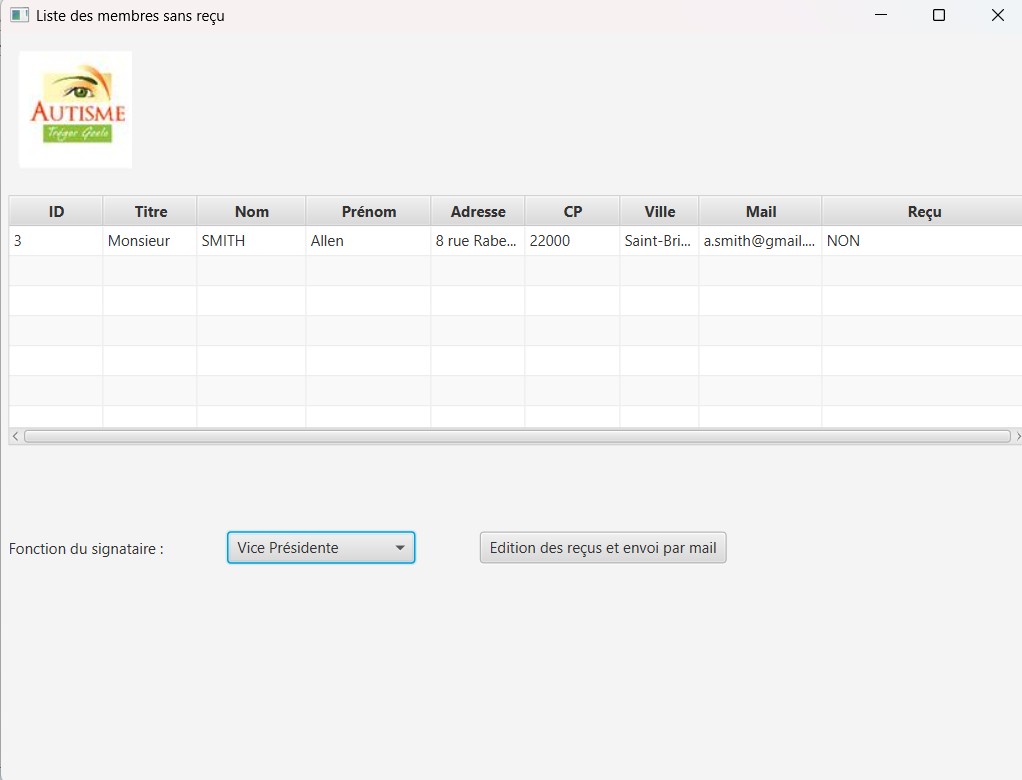 Liste des membres sans reçu
AUTISME
Trégor Goëlo
ID Titre Nom Prénom Adresse CP Ville Mail Reçu
3 Monsieur SMITH Allen 8 rue Rabe... 22000 Saint-Bri... a.smith@gmail.... NON
Fonction du signataire : Vice Présidente Edition des reçus et envoi par mail